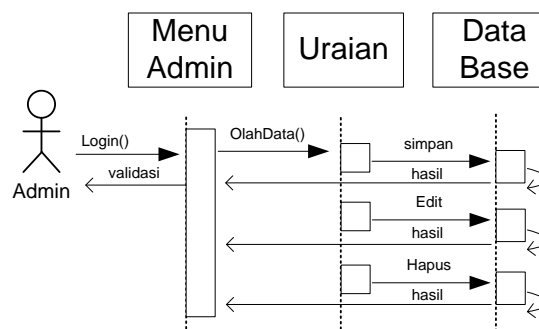 Menu
Admin
Uraian
Data
Base
Login()
OlahData()
simpan
validasi
hasil
Admin
Edit
hasil
Hapus
hasil